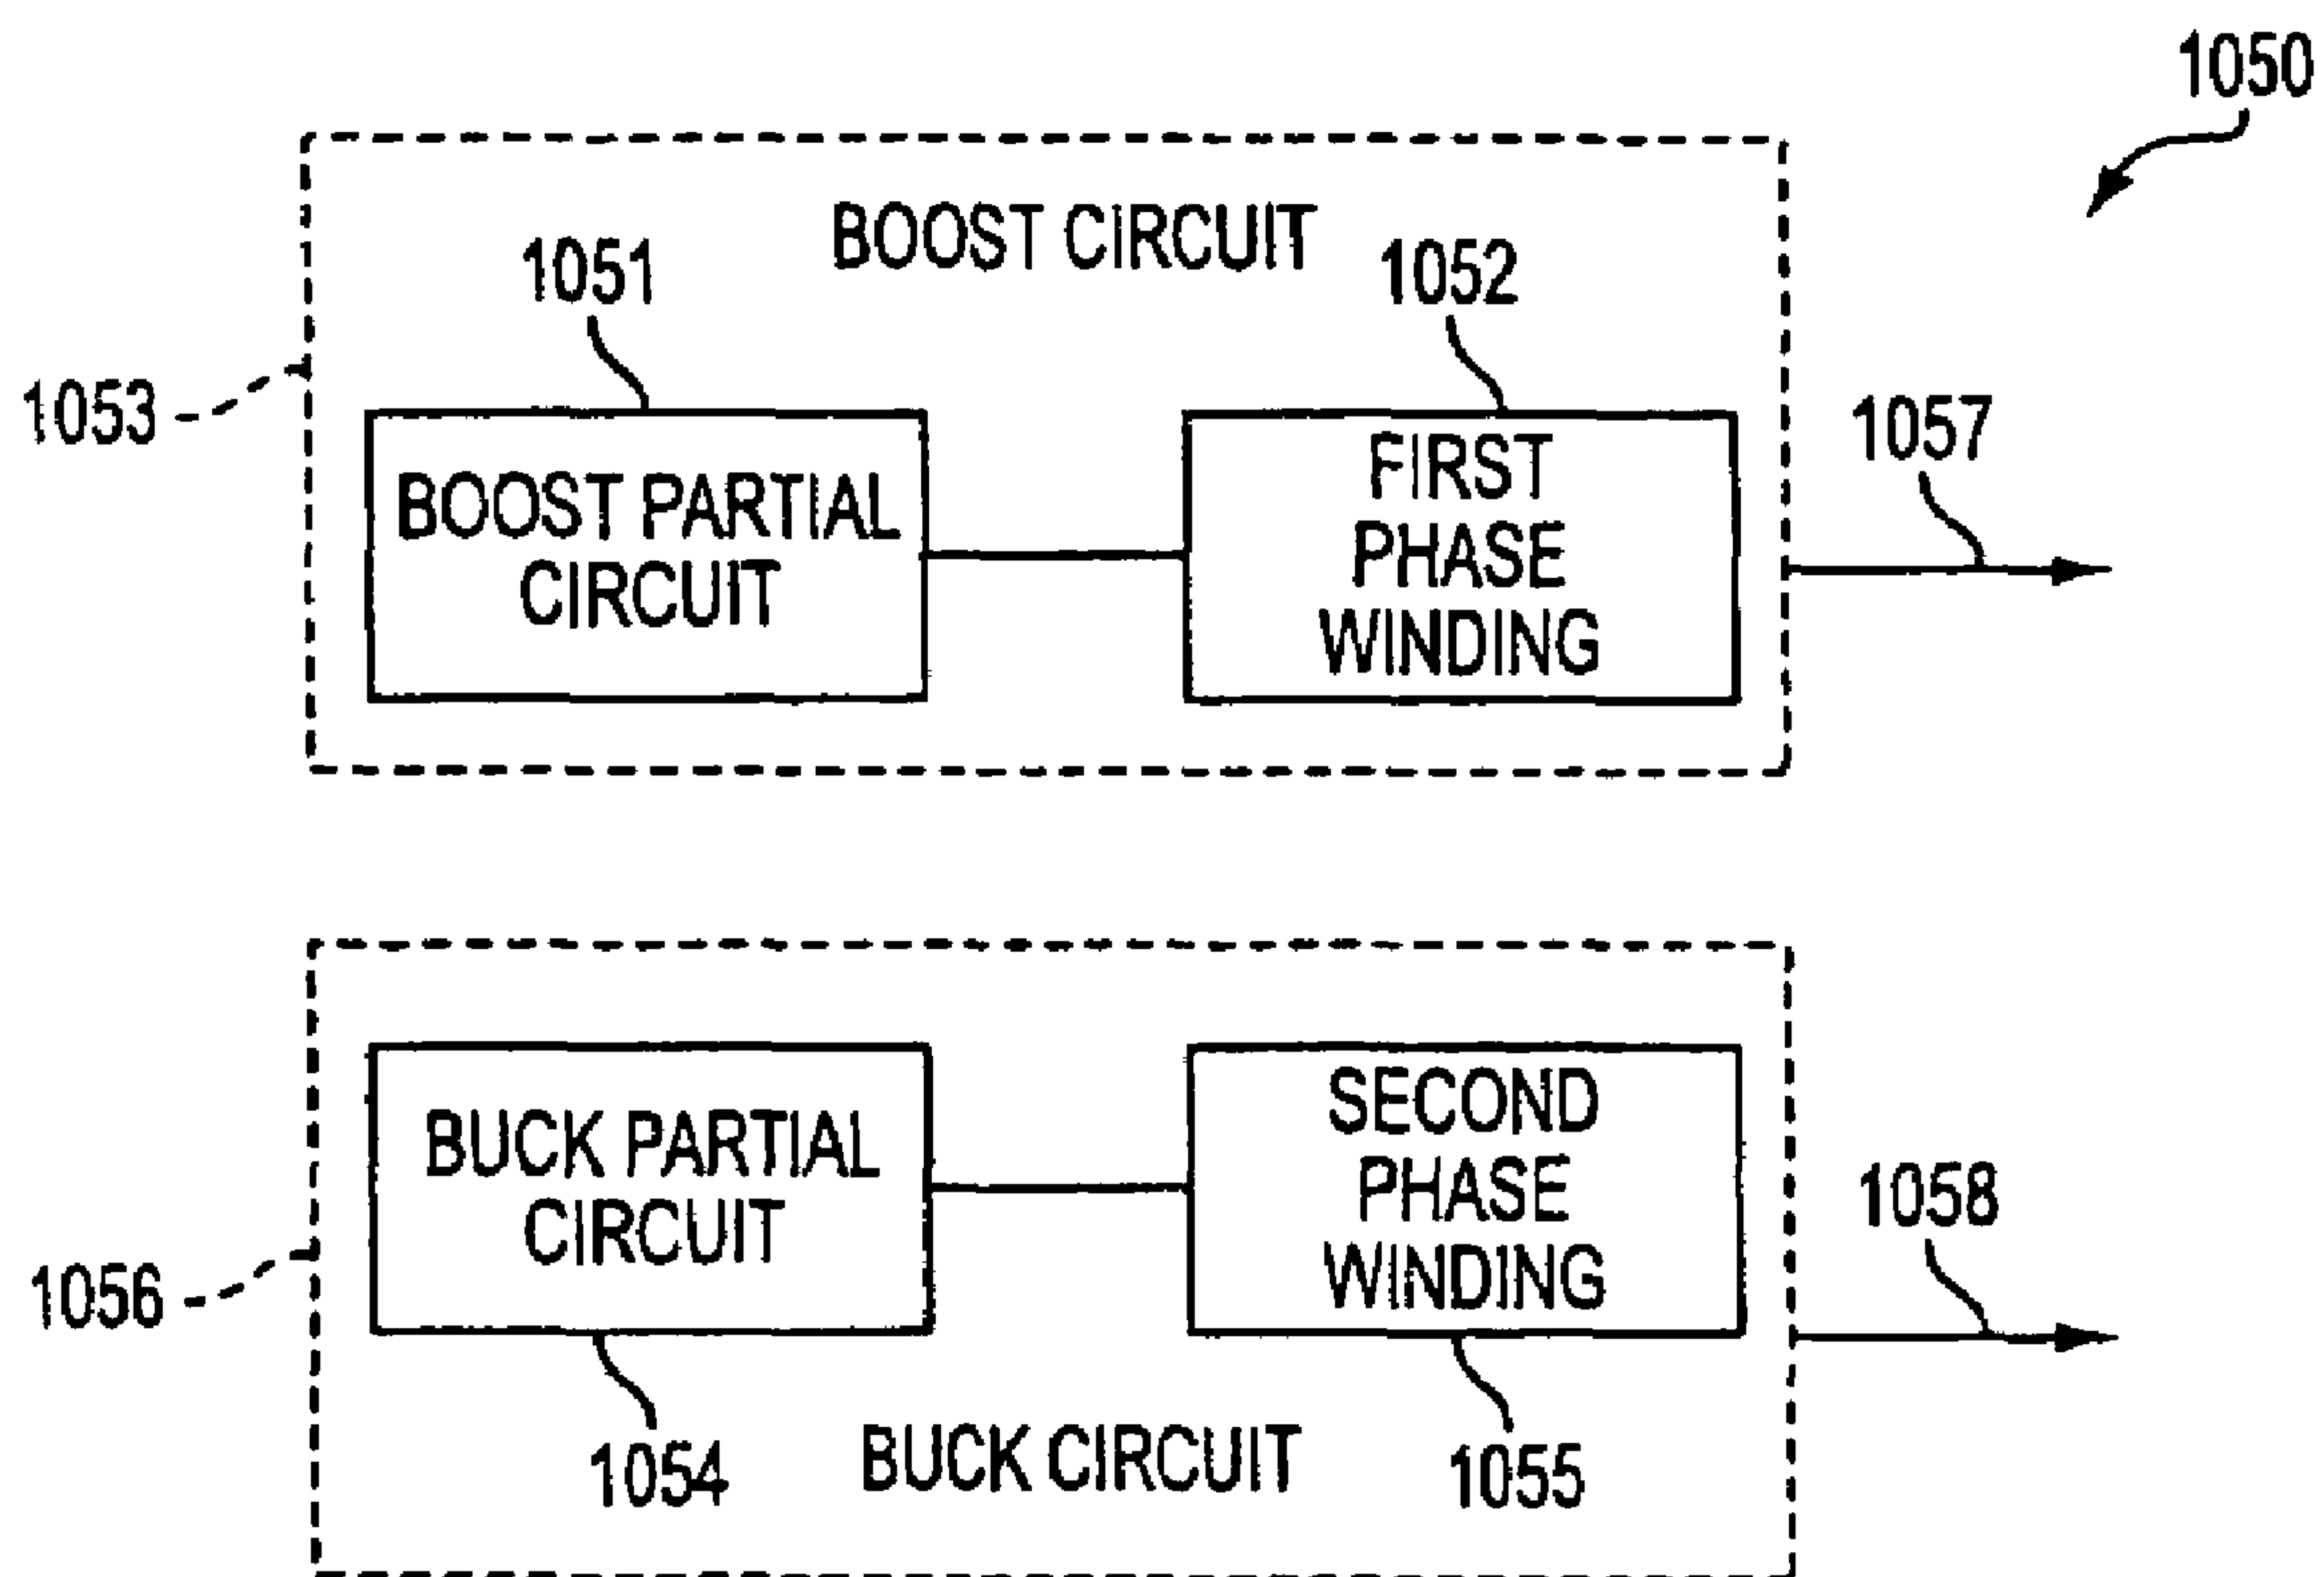 1050
BOOST CIRCUIT
1051
1052
1053
1057
BOOST PARTIAL
CIRCUIT
FIRST
PHASE
WINDING
BUCK PARTIAL
CIRCUIT
SECOND
PHASE
WINDING
1058
1056
1054
BUCK CIRCUIT
1055